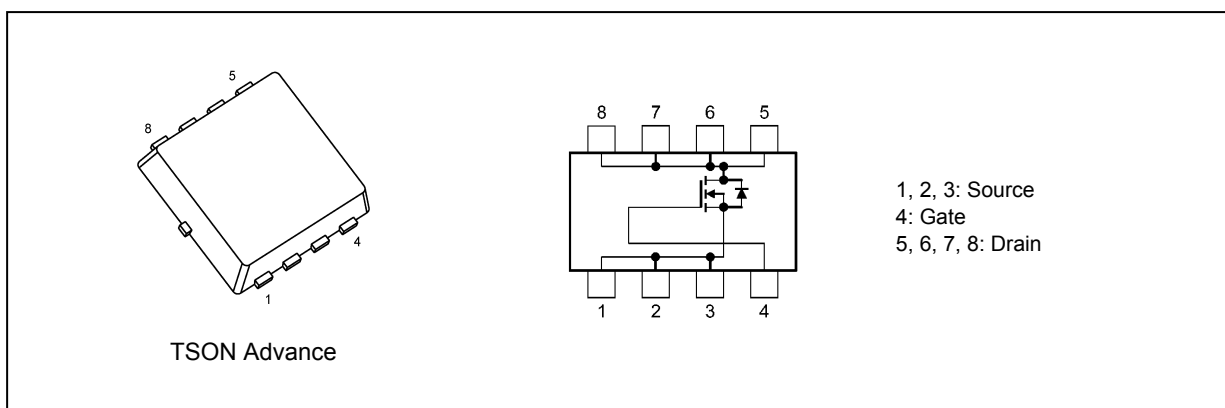 5
8
4
1
TSON Advance
8 7 6 5
1 2 3 4
1, 2, 3: Source
4: Gate
5, 6, 7, 8: Drain